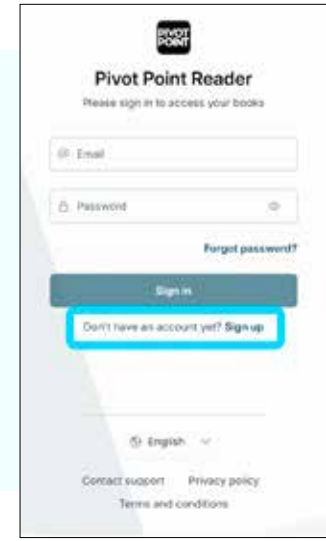 PIVOT
POINT
Pivot Point Reader
Please sign in to access your books
Email
Password
Forgot password?
Sign in
Don't have an account yet? Sign up
English
Contact support Privacy policy
Terms and conditions